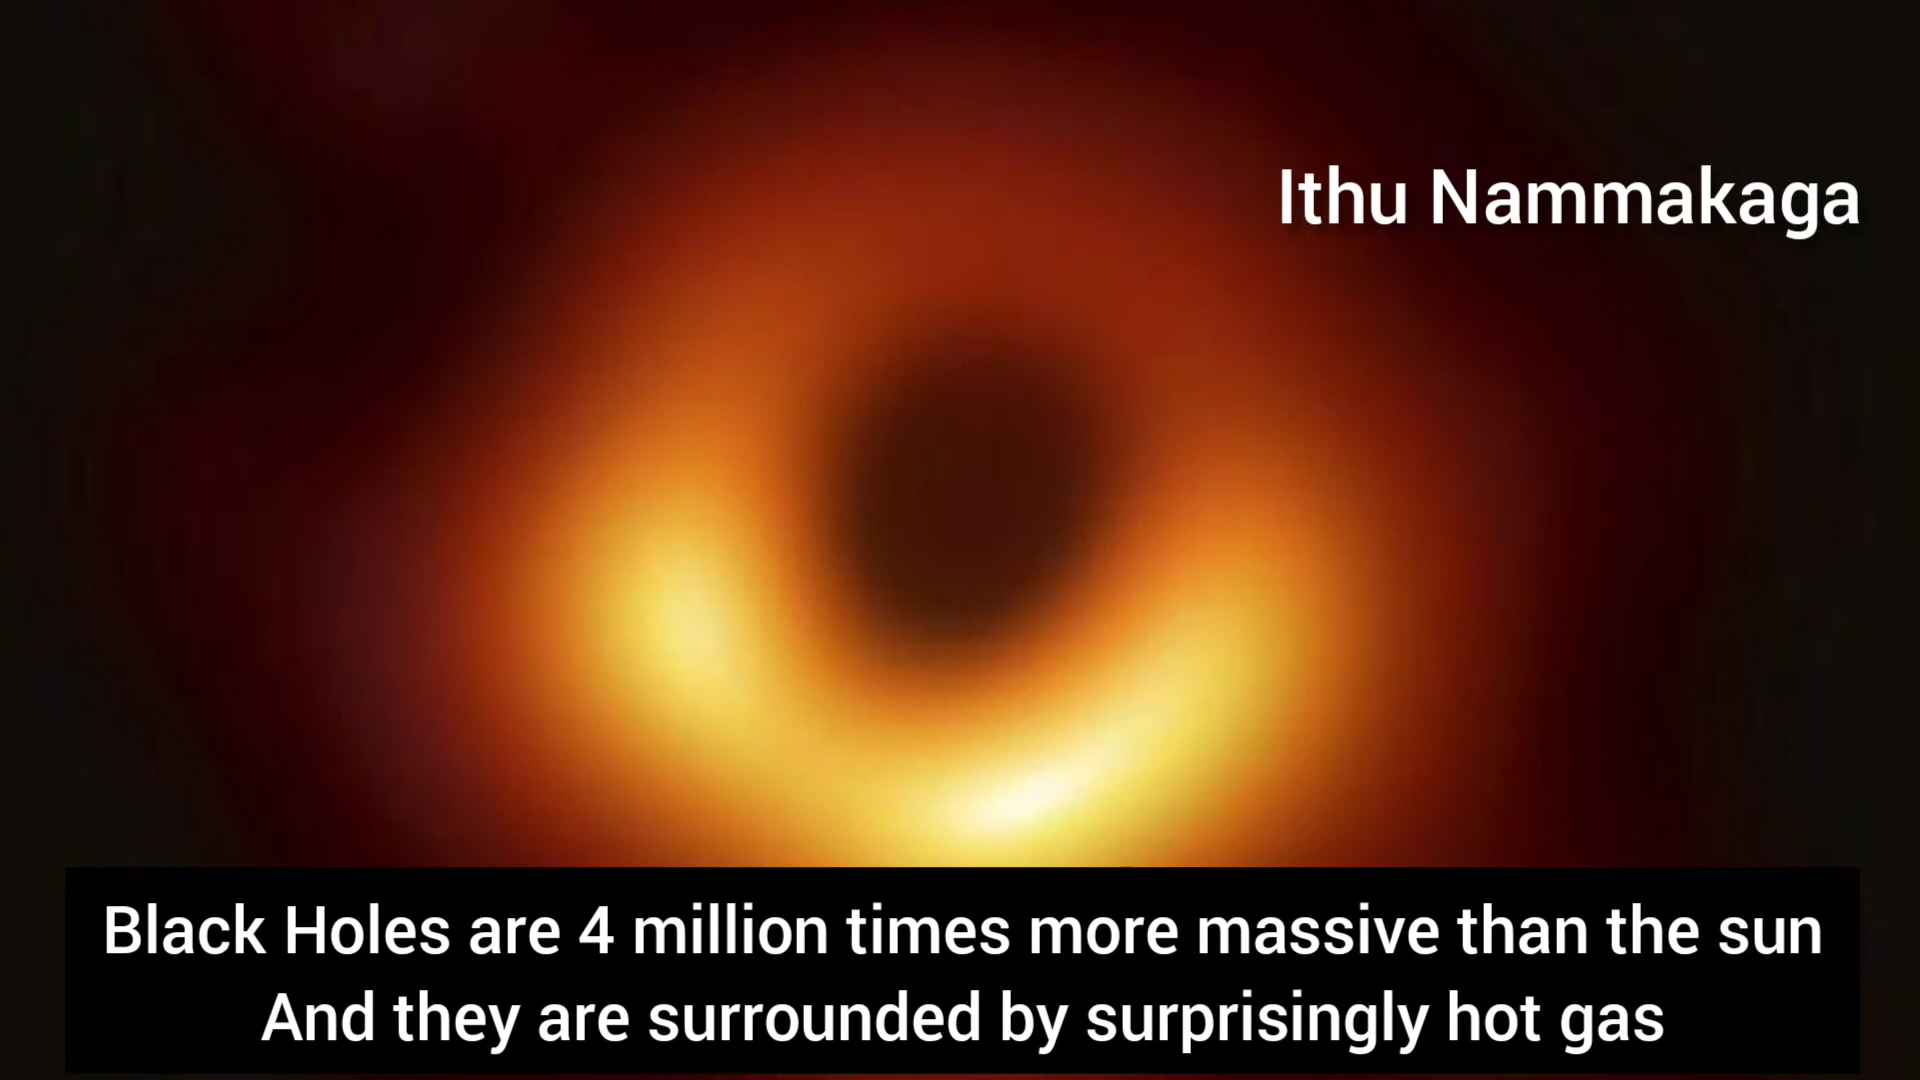 Ithu Nammakaga
Black Holes are 4 million times more massive than the sun
And they are surrounded by surprisingly hot gas